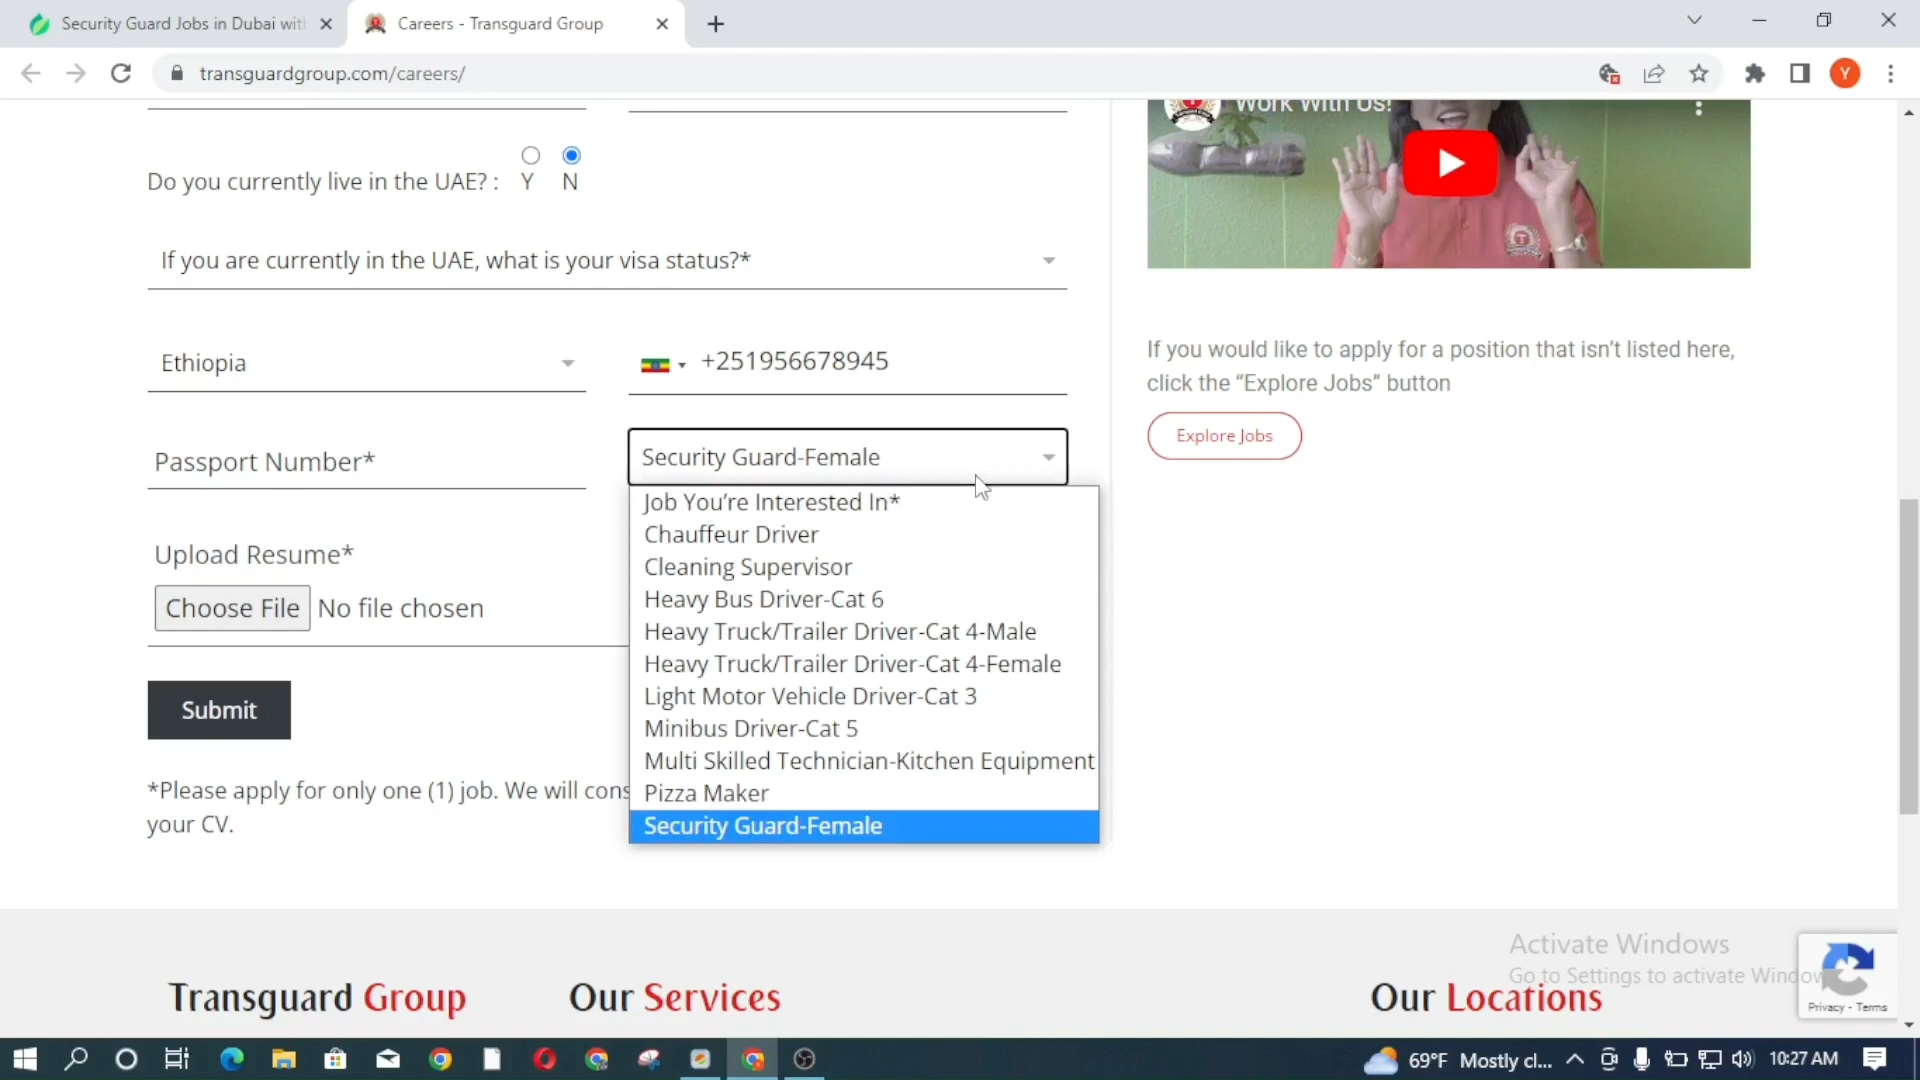 Security Guard Jobs in Dubai wit
Careers - Transguard Group
transguardgroup.com/careers/
Y
Work With Us!
Do you currently live in the UAE? : Y N
If you are currently in the UAE, what is your visa status?*
Ethiopia
+251956678945
If you would like to apply for a position that isn’t listed here,
click the “Explore Jobs” button
Explore Jobs
Passport Number*
Security Guard-Female
Job You’re Interested In*
Chauffeur Driver
Cleaning Supervisor
Heavy Bus Driver-Cat 6
Heavy Truck/Trailer Driver-Cat 4-Male
Heavy Truck/Trailer Driver-Cat 4-Female
Light Motor Vehicle Driver-Cat 3
Minibus Driver-Cat 5
Multi Skilled Technician-Kitchen Equipment
Pizza Maker
Security Guard-Female
Upload Resume*
Choose File No file chosen
Submit
*Please apply for only one (1) job. We will cons
your CV.
Activate Windows
Go to Settings to activate Window
Transguard Group
Our Services
Our Locations
Privacy - Terms
69°F Mostly cl...
10:27 AM